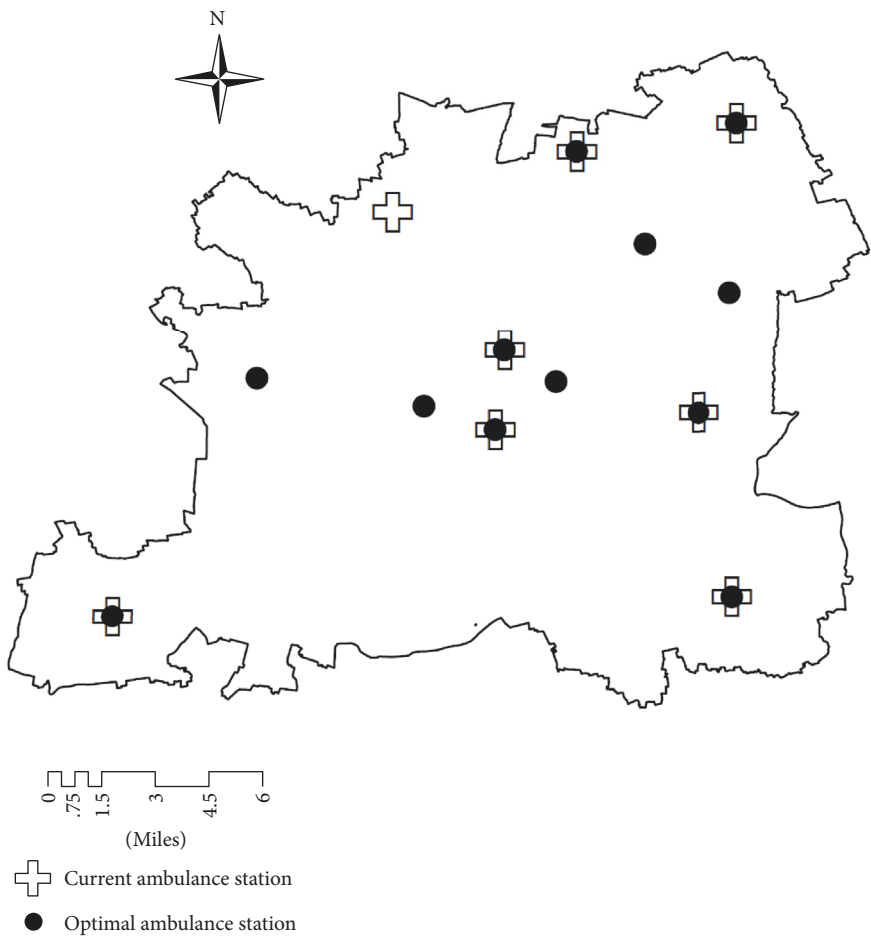 N
0 .75 1.5 3 4.5 6
(Miles)
Current ambulance station
Optimal ambulance station